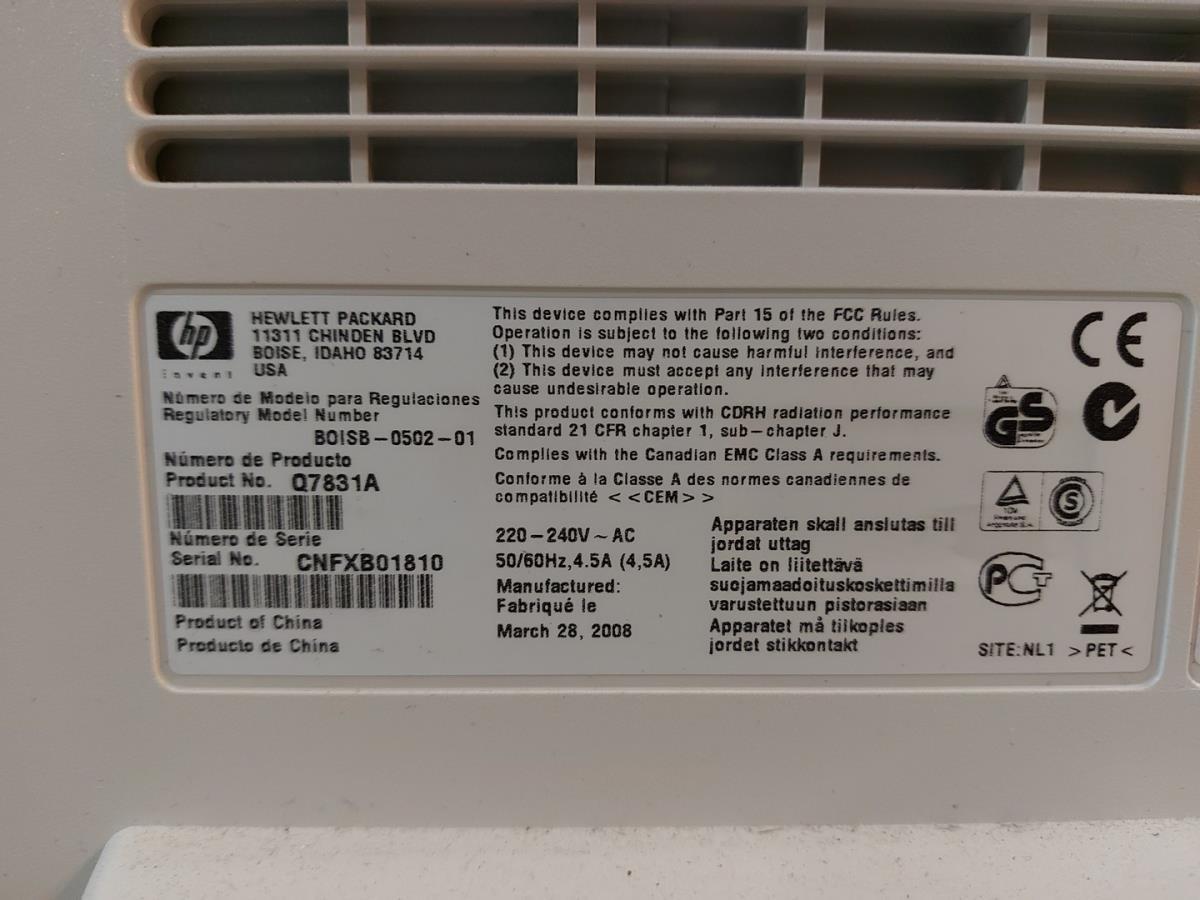 hp
invent
HEWLETT PACKARD
11311 CHINDEN BLVD
BOISE, IDAHO 83714
USA
Número de Modelo para Regulaciones
Regulatory Model Number
BOISB-0502-01
Número de Producto
Product No. Q7831A
Número de Serie
Serial No. CNFXB01810
Product of China
Producto de China
This device complies with Part 15 of the FCC Rules.
Operation is subject to the following two conditions:
(1) This device may not cause harmful interference, and
(2) This device must accept any interference that may
cause undesirable operation.
This product conforms with CDRH radiation performance
standard 21 CFR chapter 1, sub-chapter J.
Complies with the Canadian EMC Class A requirements.
Conforme à la Classe A des normes canadiennes de
compatibilité <<CEM>>
220-240V~AC
50/60Hz,4.5A (4,5A)
Manufactured:
Fabriqué le
March 28, 2008
Apparaten skall anslutas till
jordat uttag
Laite on liitettävä
suojamaadoituskoskettimilla
varustettuun pistorasiaan
Apparatet må tilkoples
jordet stikkontakt
CE
GS
S
PCT
SITE:NL1 >PET<